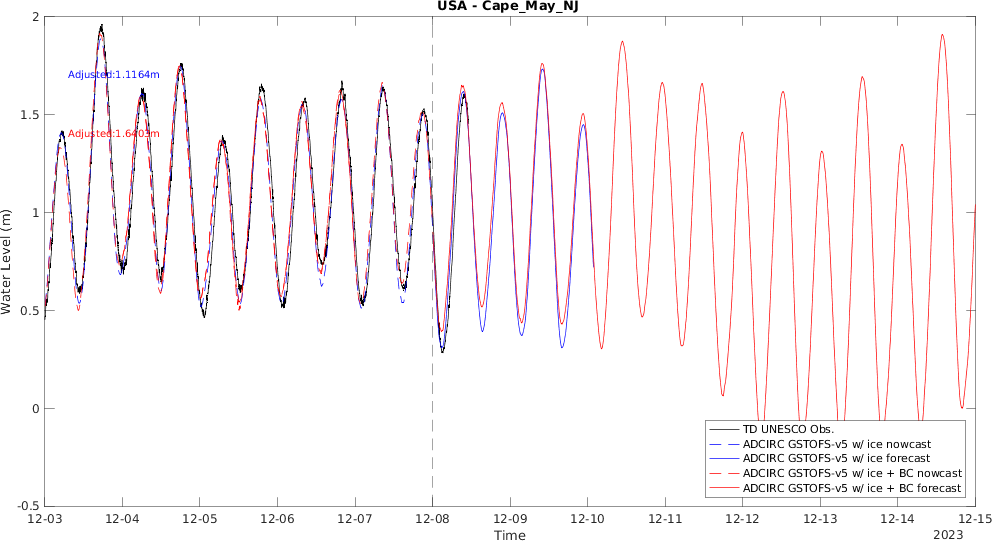 USA - Cape_May_NJ
2
1.5
1
0.5
0
-0.5
Water Level (m)
Adjusted:1.1164m
Adjusted:1.6403m
TD UNESCO Obs.
ADCIRC GSTOFS-v5 w/ ice nowcast
ADCIRC GSTOFS-v5 w/ ice forecast
ADCIRC GSTOFS-v5 w/ ice + BC nowcast
ADCIRC GSTOFS-v5 w/ ice + BC forecast
12-03 12-04 12-05 12-06 12-07 12-08 12-09 12-10 12-11 12-12 12-13 12-14 12-15
Time
2023